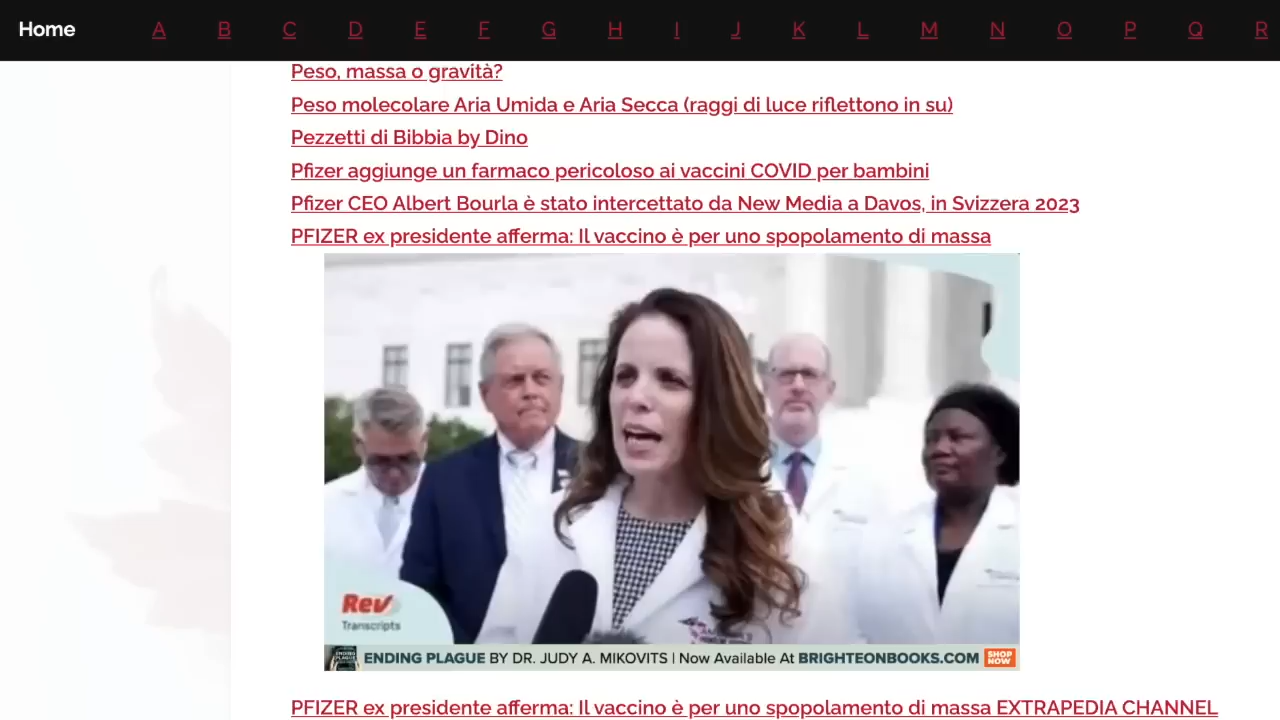 Home A B C D E F G H I J K L M N O P Q R
Peso, massa o gravità?
Peso molecolare Aria Umida e Aria Secca (raggi di luce riflettono in su)
Pezzetti di Bibbia by Dino
Pfizer aggiunge un farmaco pericoloso ai vaccini COVID per bambini
Pfizer CEO Albert Bourla è stato intercettato da New Media a Davos, in Svizzera 2023
PFIZER ex presidente afferma: Il vaccino è per uno spopolamento di massa
Rev
Transcripts
ENDING PLAGUE BY DR. JUDY A. MIKOVITS | Now Available At BRIGHTEONBOOKS.COM SHOP NOW
PFIZER ex presidente afferma: Il vaccino è per uno spopolamento di massa EXTRAPEDIA CHANNEL